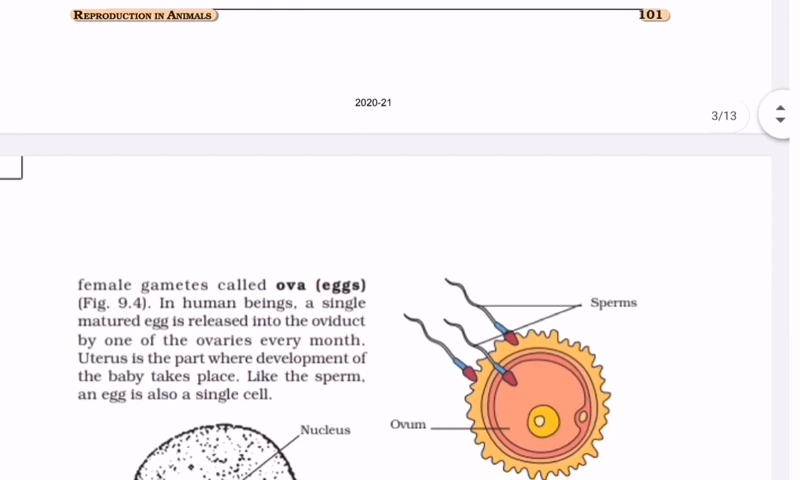 REPRODUCTION IN ANIMALS 101
2020-21
3/13
female gametes called ova (eggs)
(Fig. 9.4). In human beings, a single
matured egg is released into the oviduct
by one of the ovaries every month.
Uterus is the part where development of
the baby takes place. Like the sperm,
an egg is also a single cell.
Nucleus
Sperms
Ovum